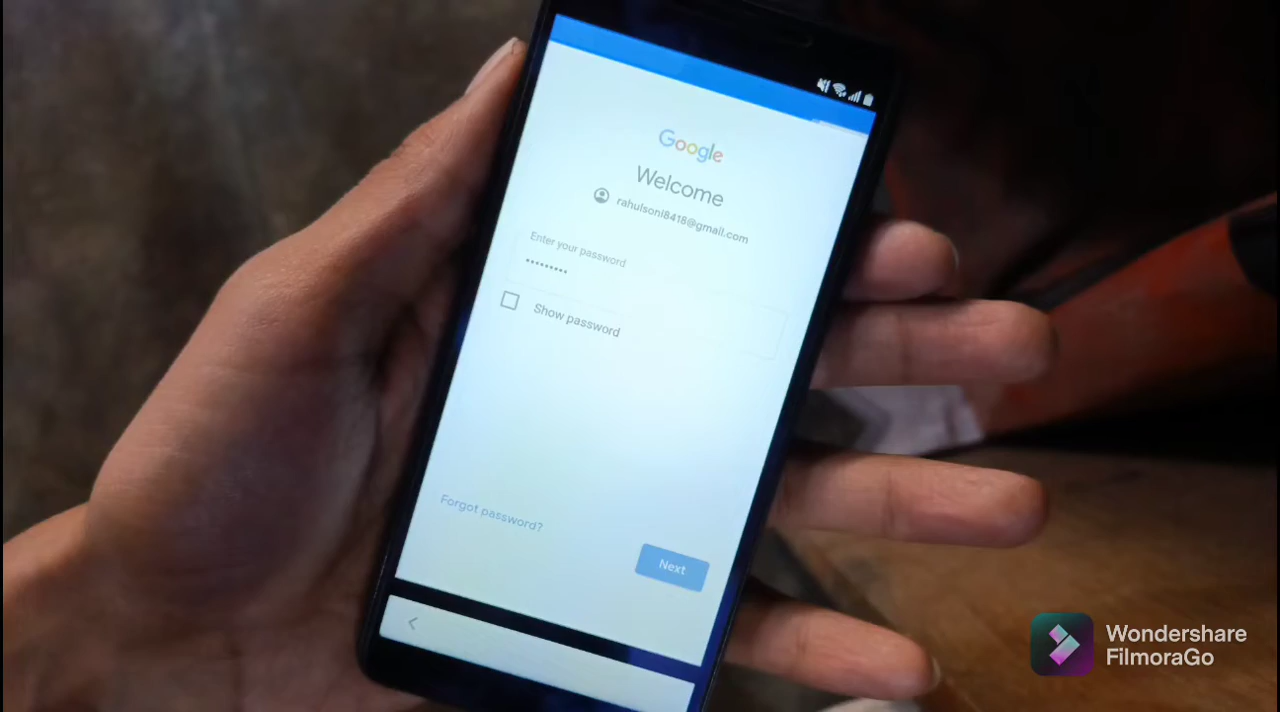 Google
Welcome
rahulsoni8418@gmail.com
Enter your password
•••••••••
Show password
Forgot password?
Next
Wondershare
FilmoraGo